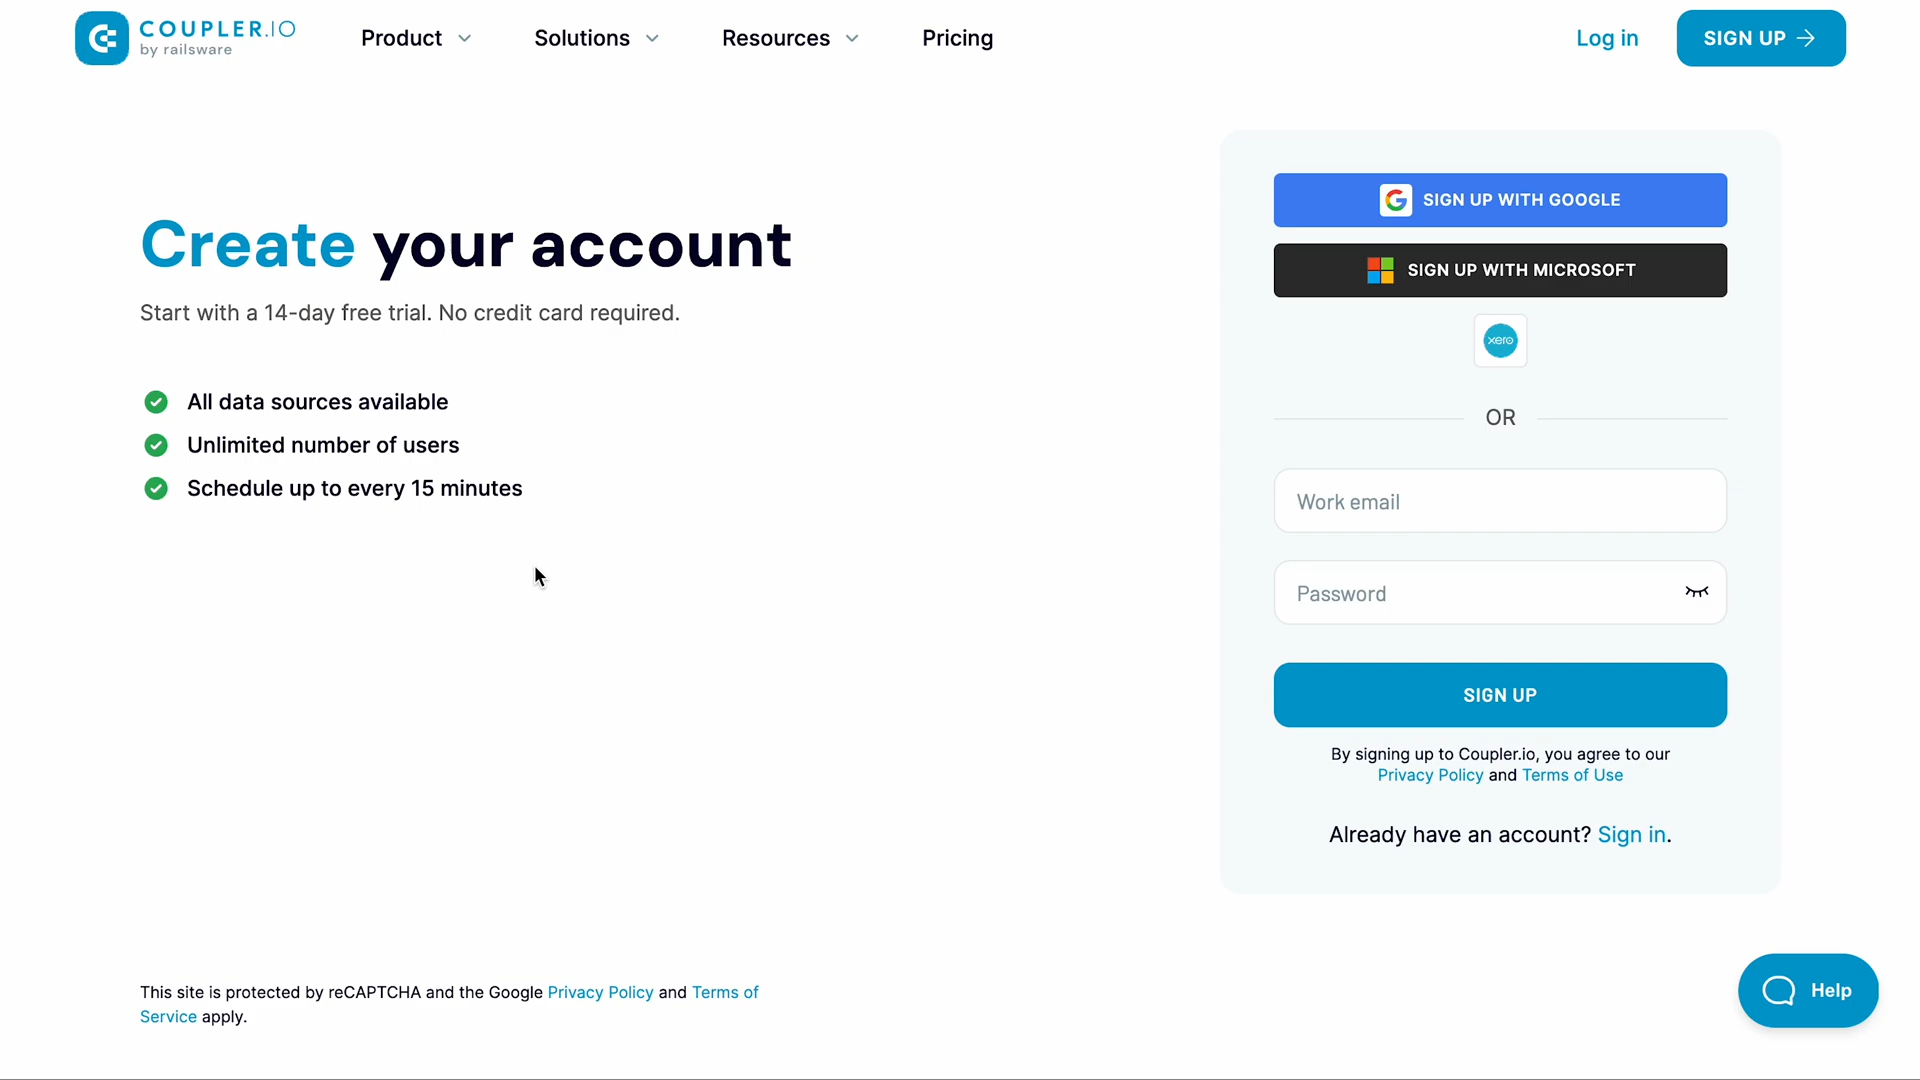 COUPLER.IO
by railsware
Product
Solutions
Resources
Pricing
Log in
SIGN UP
Create your account
Start with a 14-day free trial. No credit card required.
All data sources available
Unlimited number of users
Schedule up to every 15 minutes
SIGN UP WITH GOOGLE
SIGN UP WITH MICROSOFT
xero
OR
Work email
Password
SIGN UP
By signing up to Coupler.io, you agree to our
Privacy Policy and Terms of Use
Already have an account? Sign in.
This site is protected by reCAPTCHA and the Google Privacy Policy and Terms of
Service apply.
Help